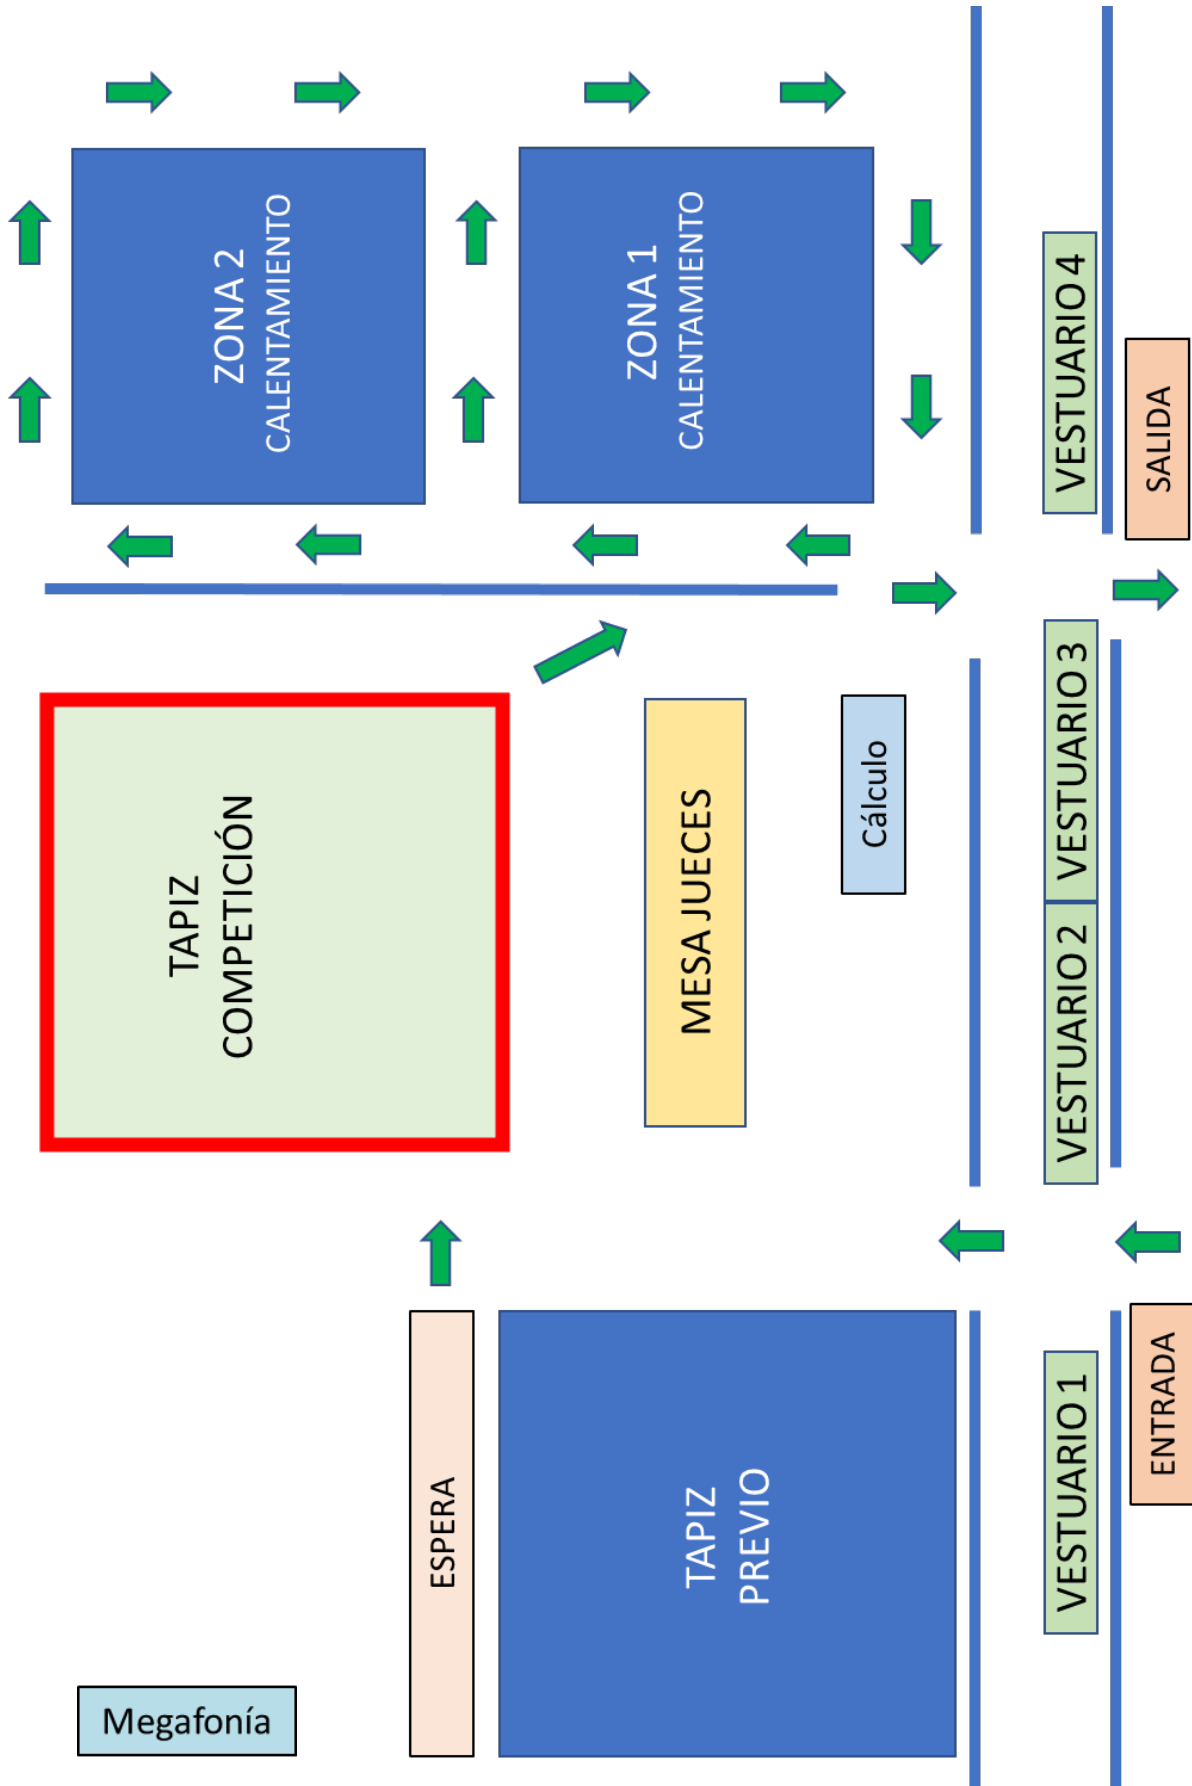 Megafonía
ESPERA
TAPIZ
PREVIO
VESTUARIO 1
ENTRADA
TAPIZ
COMPETICIÓN
MESA JUECES
Cálculo
VESTUARIO 2
VESTUARIO 3
ZONA 2
CALENTAMIENTO
ZONA 1
CALENTAMIENTO
VESTUARIO 4
SALIDA